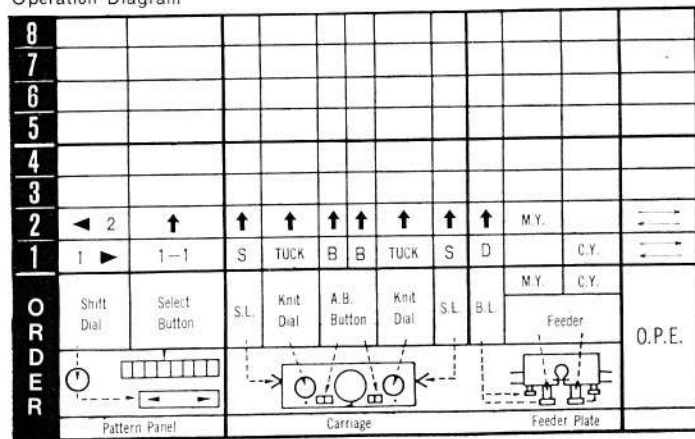 Operation Diagram
8
7
6
5
4
3
2 ◄ 2 ↑ ↑ ↑ ↑ ↑ ↑ ↑ ↑ M.Y.
1 1 ► 1-1 S TUCK B B TUCK S D C.Y.
M.Y. C.Y.
ORDER
Shift Dial
Select Button
S.L.
Knit Dial
A.B. Button
Knit Dial
S.L.
B.L.
Feeder
O.P.E.
Pattern Panel
Carriage
Feeder Plate